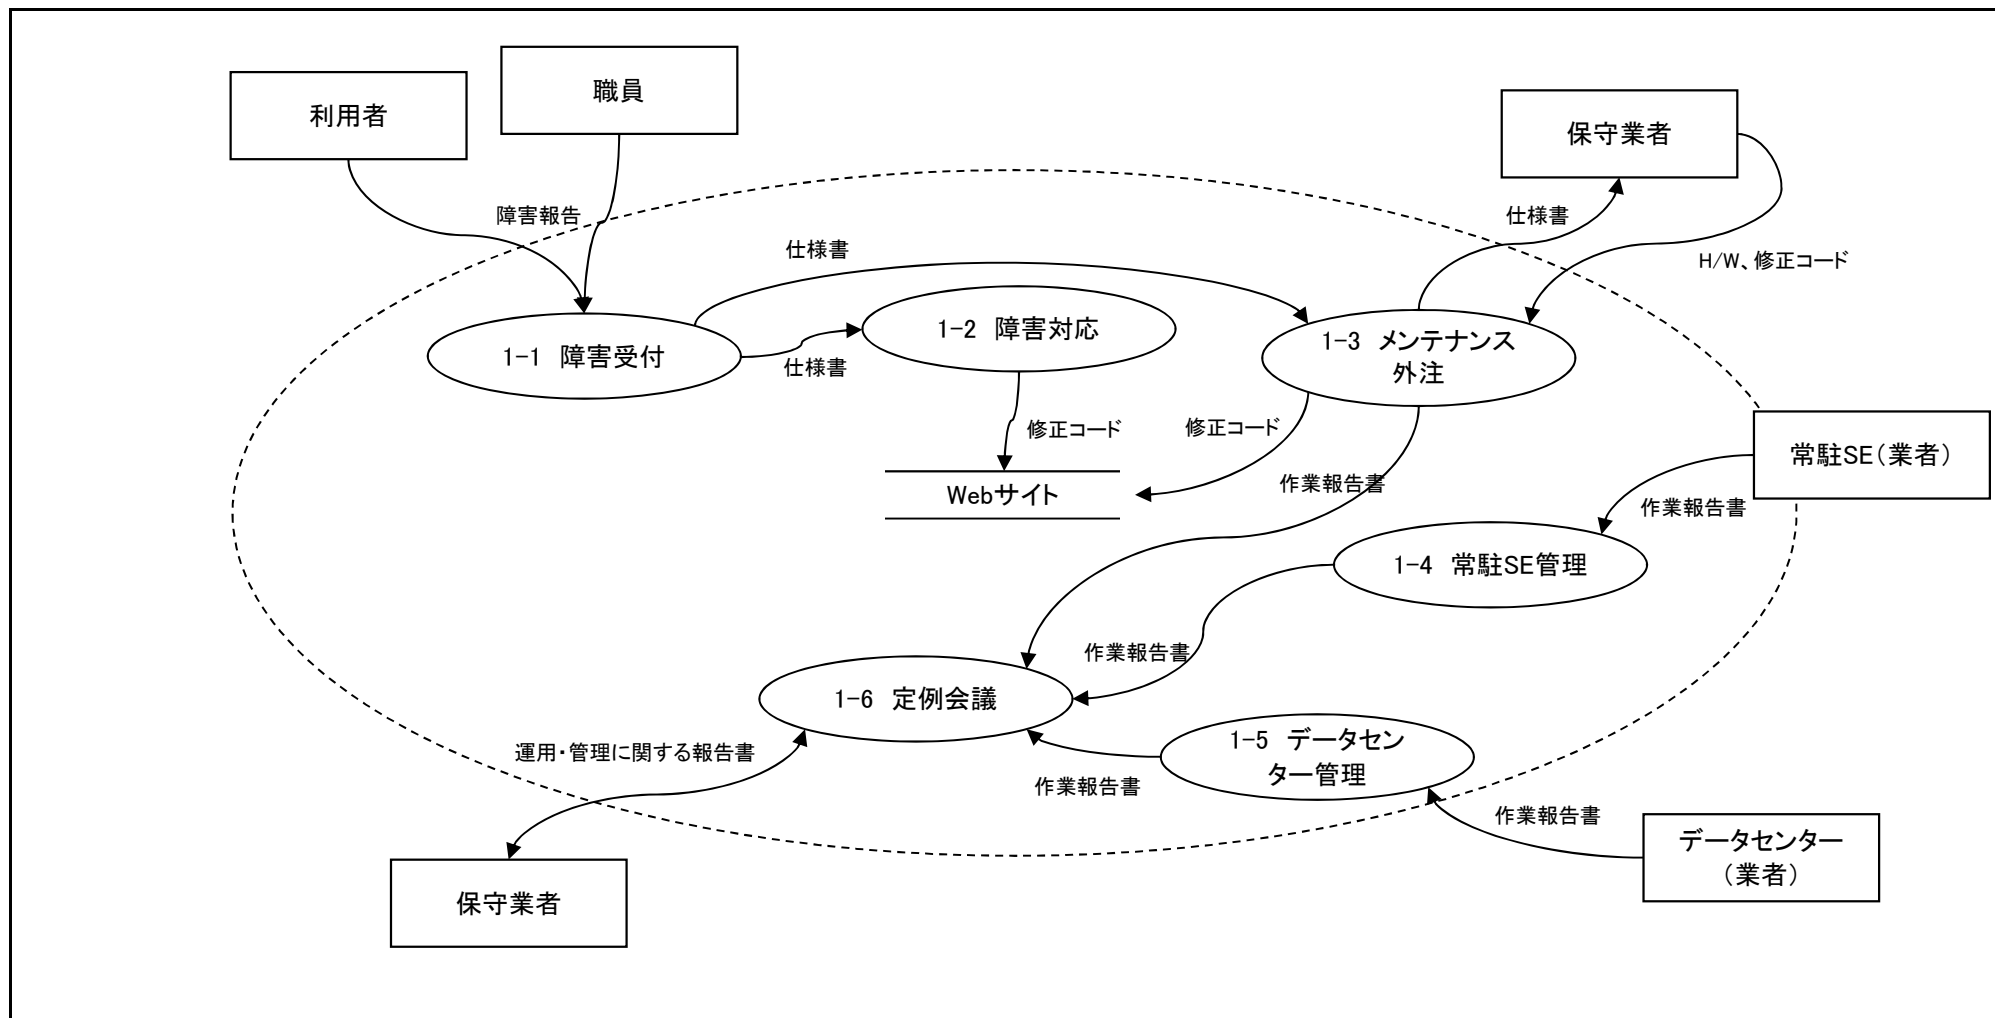 職員
利用者
保守業者
障害報告
仕様書
仕様書
H/W、修正コード
1-1 障害受付
仕様書
1-2 障害対応
1-3 メンテナンス
外注
修正コード
修正コード
Webサイト
作業報告書
常駐SE(業者)
作業報告書
1-4 常駐SE管理
作業報告書
1-6 定例会議
運用・管理に関する報告書
1-5 データセン
ター管理
作業報告書
作業報告書
データセンター
(業者)
保守業者